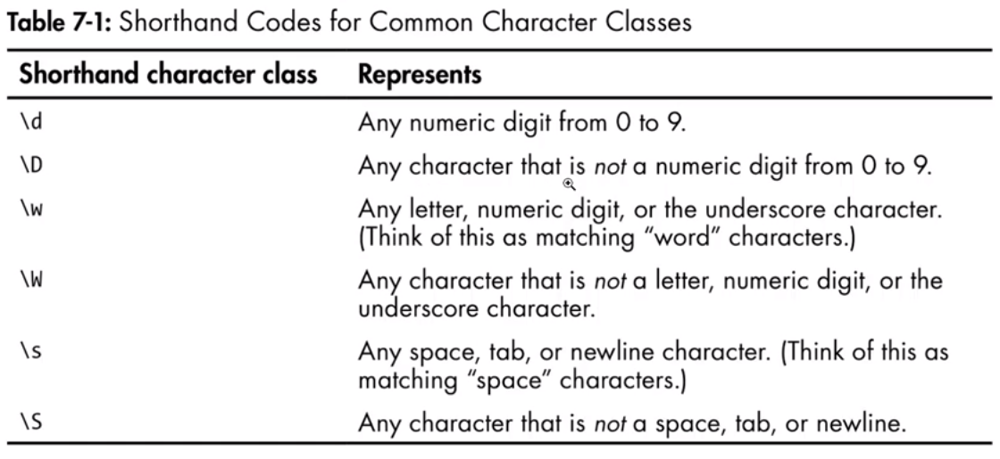 Table 7-1: Shorthand Codes for Common Character Classes
Shorthand character class Represents
\d Any numeric digit from 0 to 9.
\D Any character that is not a numeric digit from 0 to 9.
\w Any letter, numeric digit, or the underscore character.
(Think of this as matching “word” characters.)
\W Any character that is not a letter, numeric digit, or the
underscore character.
\s Any space, tab, or newline character. (Think of this as
matching “space” characters.)
\S Any character that is not a space, tab, or newline.